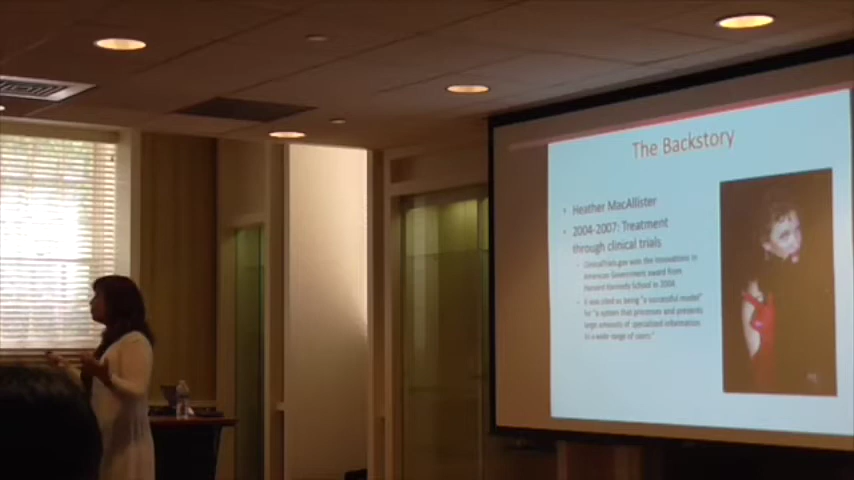 The Backstory
• Heather MacAllister
• 2004-2007: Treatment
through clinical trials
– ClinicalTrials.gov won the Innovations in
American Government award from
Harvard Kennedy School in 2004.
– It was cited as being "a successful model"
for "a system that processes and presents
large amounts of specialized information
to a wide range of users."